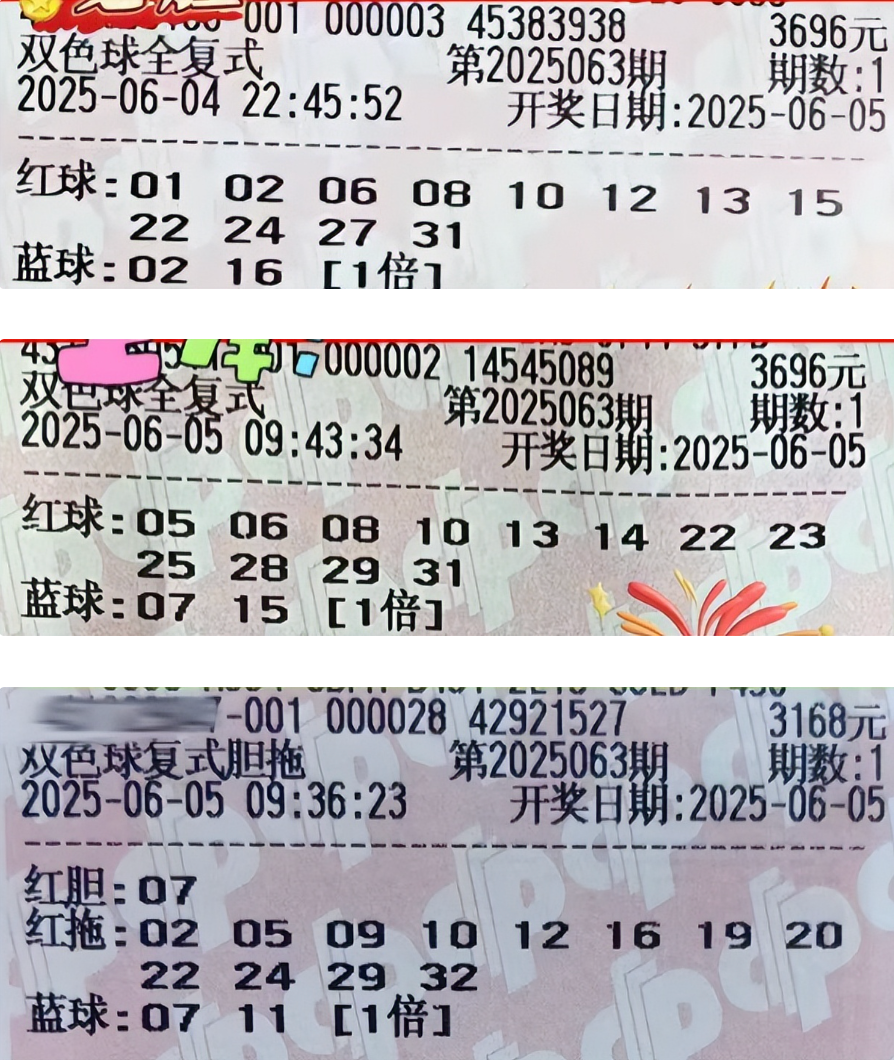 001 000003 45383938 3696元
双色球全复式 第2025063期 期数:1
2025-06-04 22:45:52 开奖日期:2025-06-05
红球:01 02 06 08 10 12 13 15
22 24 27 31
蓝球:02 16 [1倍]
000002 14545089 3696元
双色球全复式 第2025063期 期数:1
2025-06-05 09:43:34 开奖日期:2025-06-05
红球:05 06 08 10 13 14 22 23
25 28 29 31
蓝球:07 15 [1倍]
-001 000028 42921527 3168元
双色球复式胆拖 第2025063期 期数:1
2025-06-05 09:36:23 开奖日期:2025-06-05
红胆:07
红拖:02 05 09 10 12 16 19 20
22 24 29 32
蓝球:07 11 [1倍]